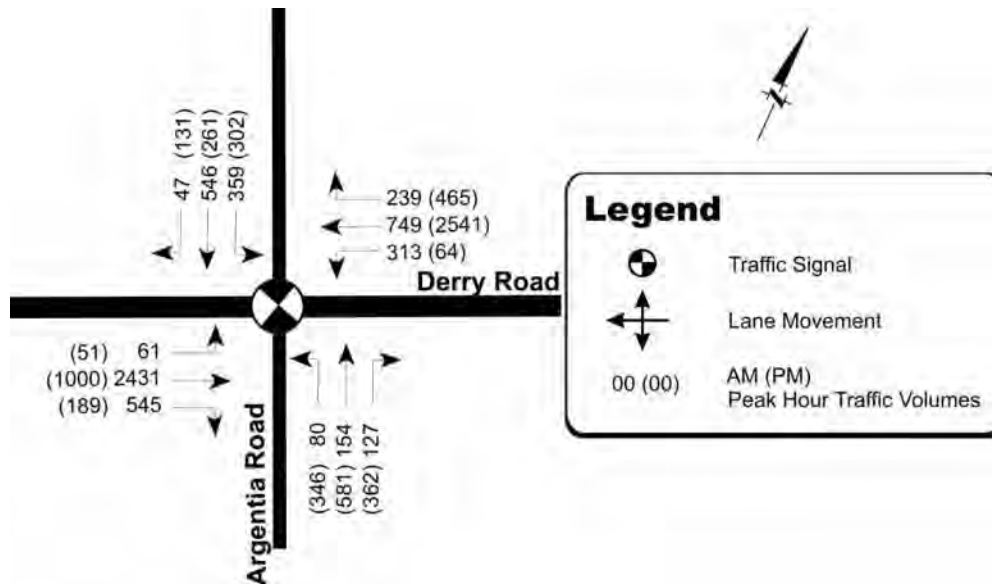 N
47 (131)
546 (261)
359 (302)
239 (465)
749 (2541)
313 (64)
Derry Road
(51) 61
(1000) 2431
(189) 545
Argentia Road
(346) 80
(581) 154
(362) 127
Legend
Traffic Signal
Lane Movement
00 (00)
AM (PM)
Peak Hour Traffic Volumes